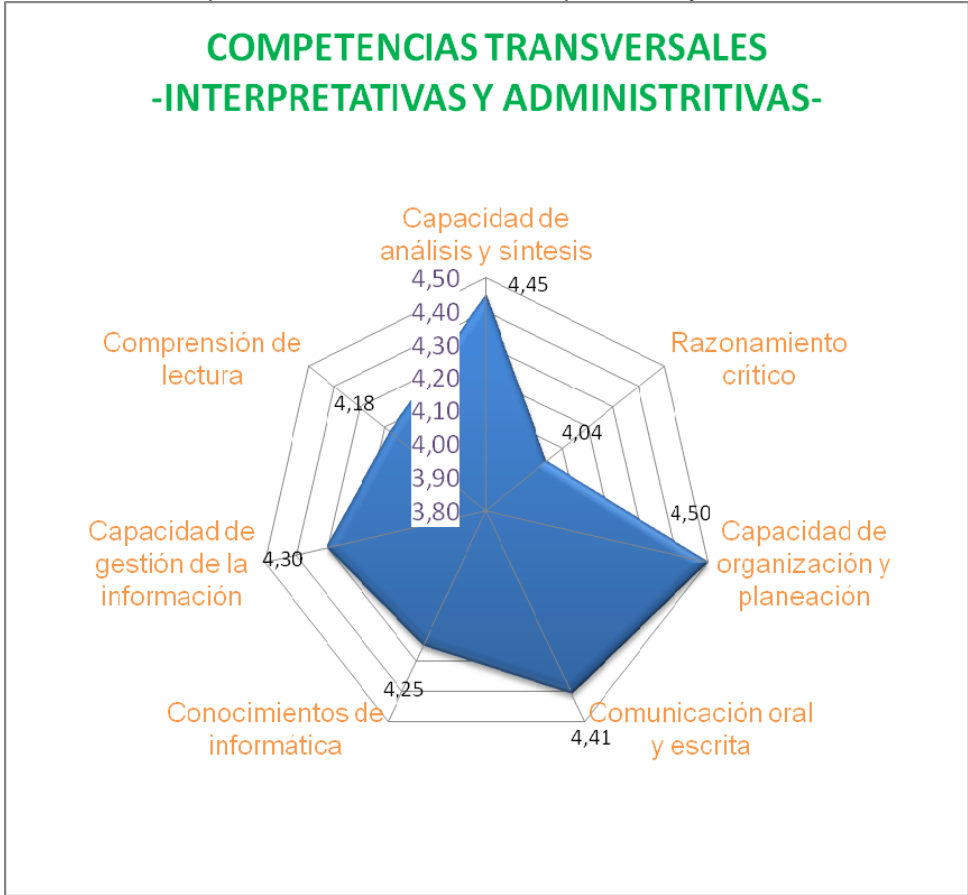 COMPETENCIAS TRANSVERSALES
-INTERPRETATIVAS Y ADMINISTRITIVAS-
Capacidad de
análisis y síntesis
4,45
Razonamiento
crítico
4,04
Capacidad de
organización y
planeación
4,50
Comunicación oral
y escrita
4,41
Conocimientos de
informática
4,25
Capacidad de
gestión de la
información
4,30
Comprensión de
lectura
4,18
4,50
4,40
4,30
4,20
4,10
4,00
3,90
3,80